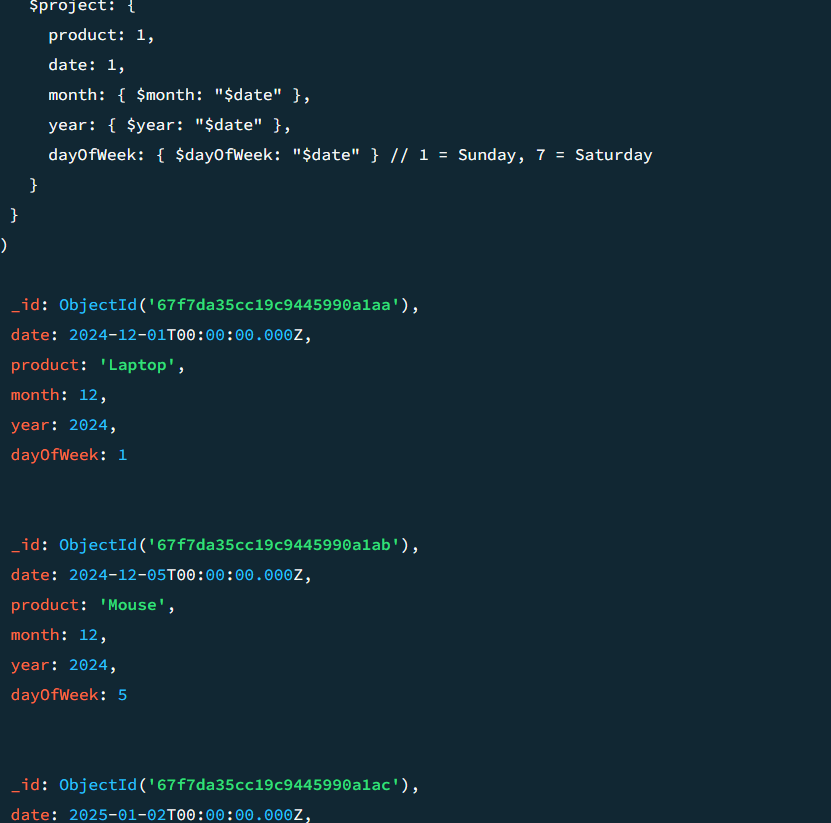 $project: {
product: 1,
date: 1,
month: { $month: "$date" },
year: { $year: "$date" },
dayOfWeek: { $dayOfWeek: "$date" } // 1 = Sunday, 7 = Saturday
}
}
)
_id: ObjectId('67f7da35cc19c9445990a1aa'),
date: 2024-12-01T00:00:00.000Z,
product: 'Laptop',
month: 12,
year: 2024,
dayOfWeek: 1
_id: ObjectId('67f7da35cc19c9445990a1ab'),
date: 2024-12-05T00:00:00.000Z,
product: 'Mouse',
month: 12,
year: 2024,
dayOfWeek: 5
_id: ObjectId('67f7da35cc19c9445990a1ac'),
date: 2025-01-02T00:00:00.000Z,